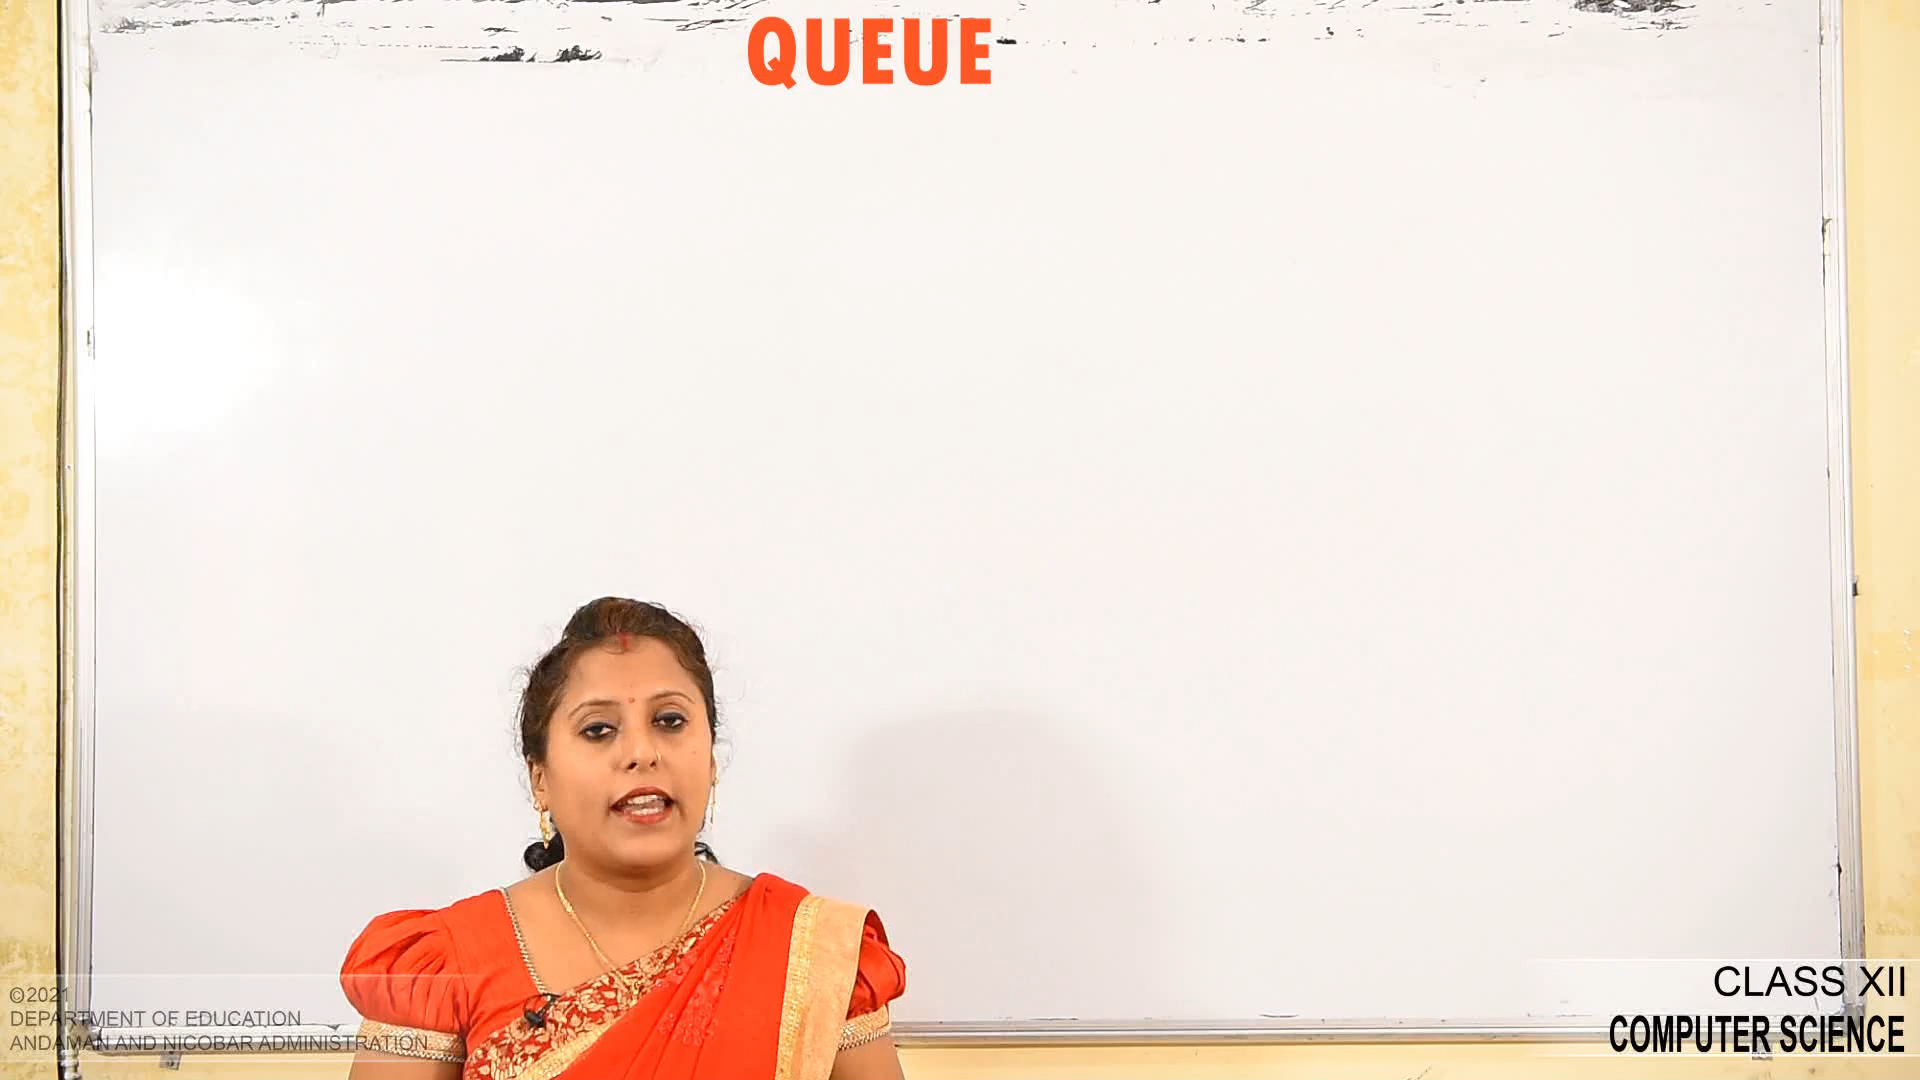 QUEUE
©2021
DEPARTMENT OF EDUCATION
ANDAMAN AND NICOBAR ADMINISTRATION
CLASS XII
COMPUTER SCIENCE